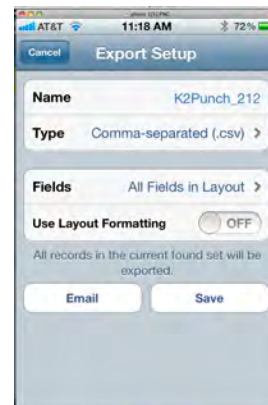 AT&T 11:18 AM 72%
Cancel Export Setup
Name K2Punch_212
Type Comma-separated (.csv) >
Fields All Fields in Layout >
Use Layout Formatting OFF
All records in the current found set will be
exported.
Email Save